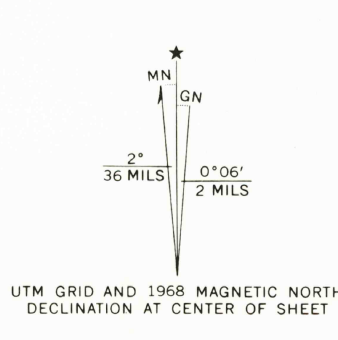 MN
GN
2°
36 MILS
0°06′
2 MILS
UTM GRID AND 1968 MAGNETIC NORTH
DECLINATION AT CENTER OF SHEET